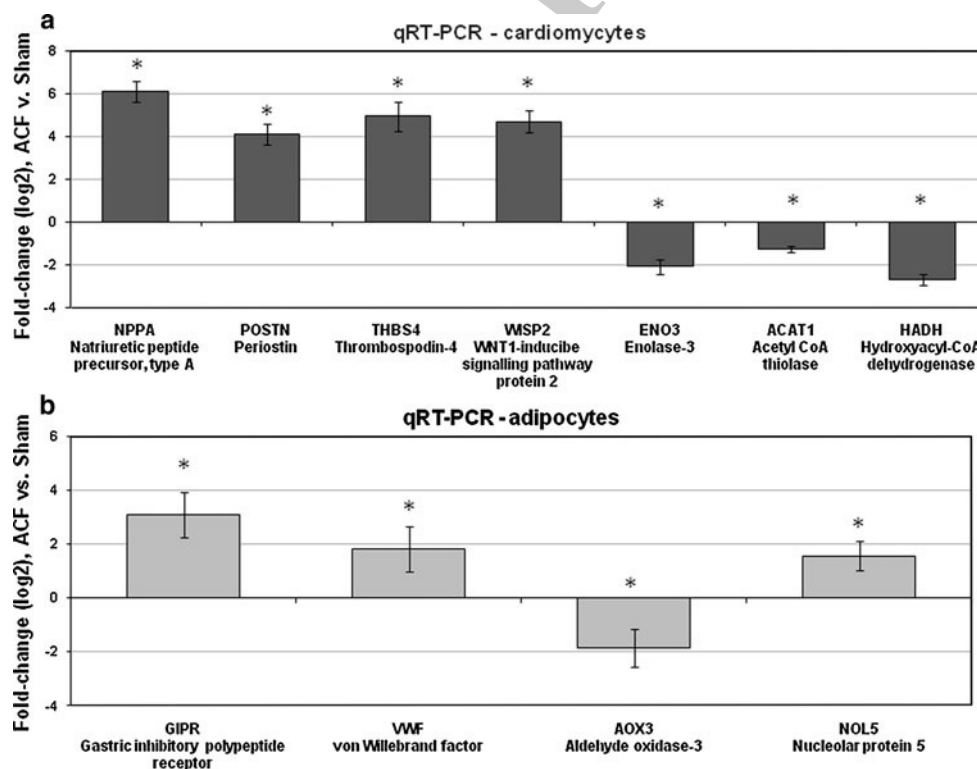 a
qRT-PCR - cardiomycytes
Fold-change (log2), ACF v. Sham
8
6
4
2
0
-2
-4
* * * * * * *
NPPA
Natriuretic peptide
precursor, type A
POSTN
Periostin
THBS4
Thrombospodin-4
WISP2
WNT1-inducibe
signalling pathway
protein 2
ENO3
Enolase-3
ACAT1
Acetyl CoA
thiolase
HADH
Hydroxyacyl-CoA
dehydrogenase
b
qRT-PCR - adipocytes
Fold-change (log2), ACF vs. Sham
6
4
2
0
-2
-4
* * * *
GIPR
Gastric inhibitory polypeptide
receptor
VWF
von Willebrand factor
AOX3
Aldehyde oxidase-3
NOL5
Nucleolar protein 5